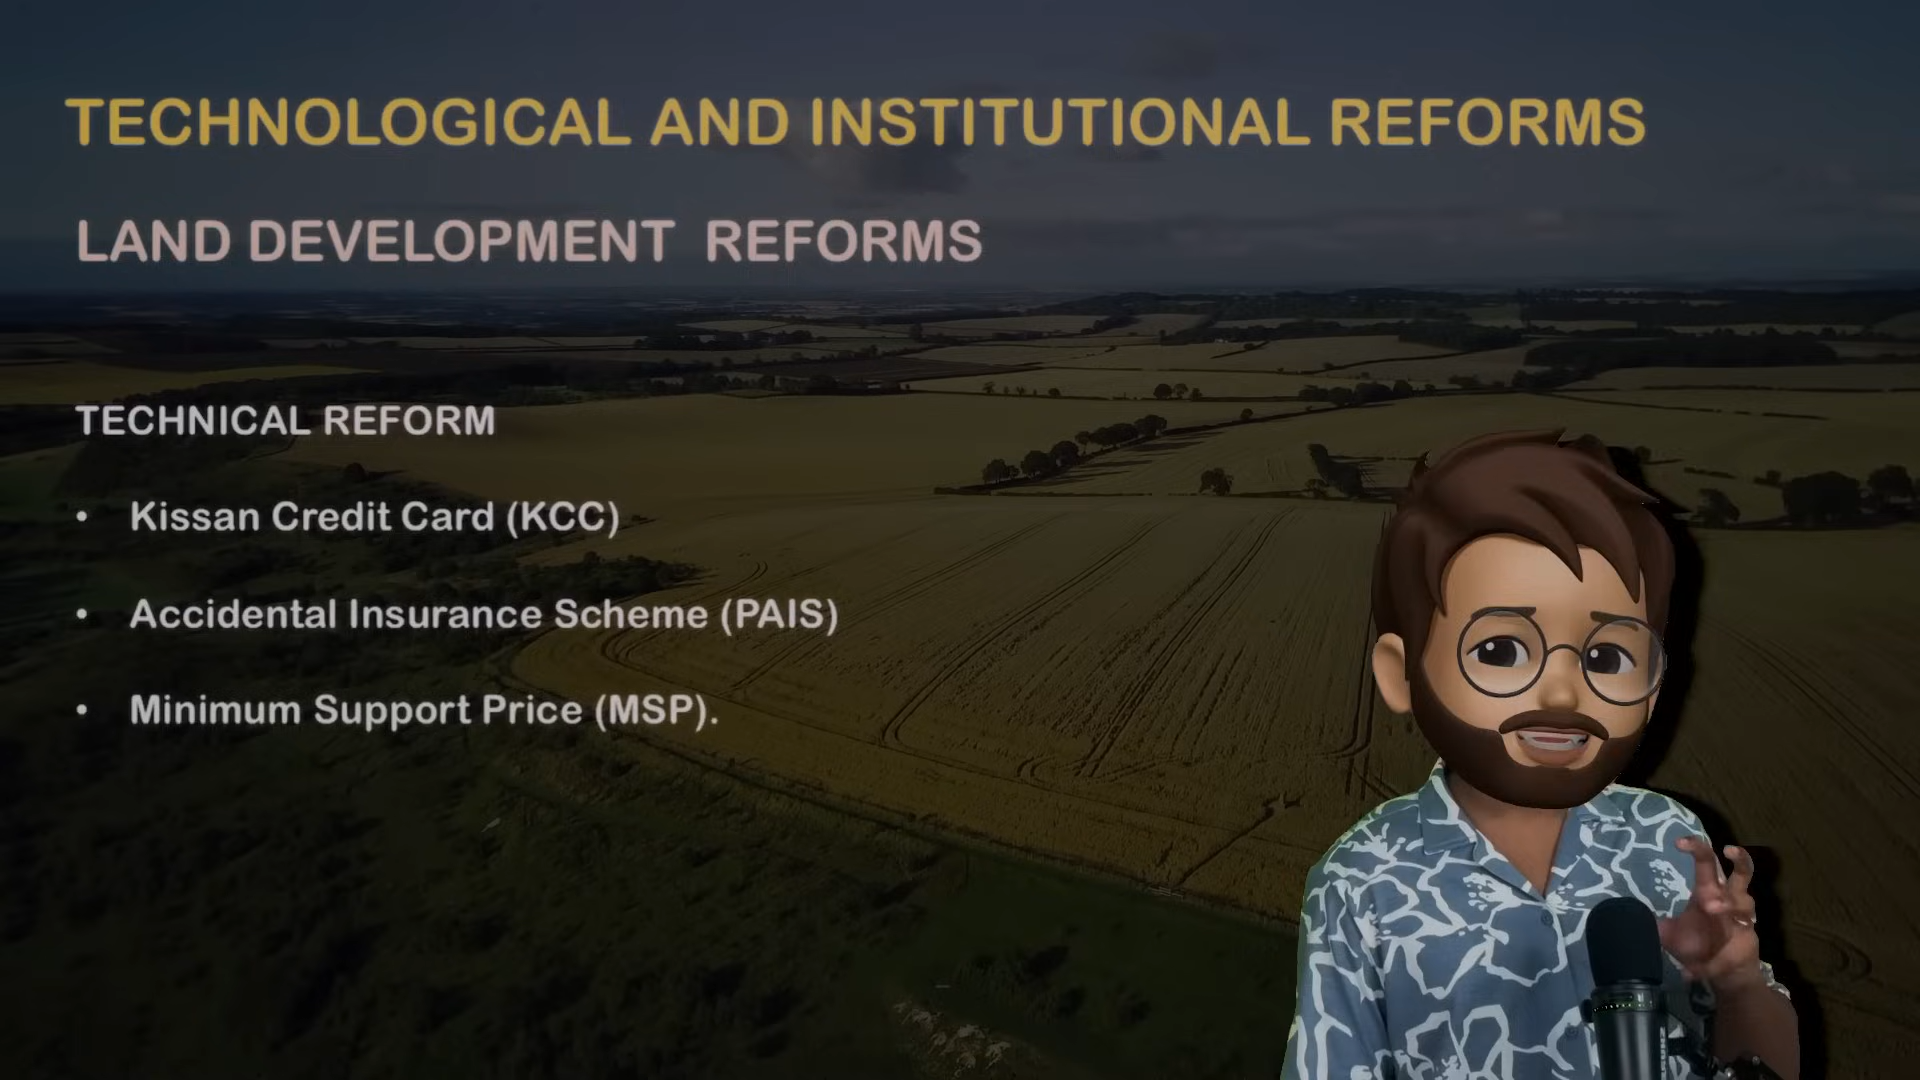 TECHNOLOGICAL AND INSTITUTIONAL REFORMS
LAND DEVELOPMENT REFORMS
TECHNICAL REFORM
• Kissan Credit Card (KCC)
• Accidental Insurance Scheme (PAIS)
• Minimum Support Price (MSP).